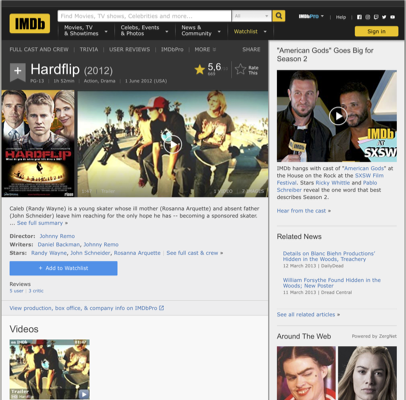 IMDb
Find Movies, TV shows, Celebrities and more...
All
IMDbPro
Help
Movies, TV & Showtimes
Celebs, Events & Photos
News & Community
Watchlist
Sign in
FULL CAST AND CREW | TRIVIA | USER REVIEWS | IMDbPro | MORE
SHARE
Hardflip (2012)
PG-13 | 1h 52min | Action, Drama | 1 June 2012 (USA)
5,6
Rate This
HARDFLIP
Caleb (Randy Wayne) is a young skater whose ill mother (Rosanna Arquette) and absent father
(John Schneider) leave him reaching for the only hope he has -- becoming a sponsored skater.
... See full summary »
Director: Johnny Remo
Writers: Daniel Backman, Johnny Remo
Stars: Randy Wayne, John Schneider, Rosanna Arquette | See full cast & crew »
+ Add to Watchlist
Reviews
5 user | 3 critic
View production, box office, & company info on IMDbPro
Videos
Trailer
"American Gods" Goes Big for
Season 2
IMDb
at
SXSW
IMDb hangs with cast of "American Gods"
at the House on the Rock at the SXSW Film
Festival. Stars Ricky Whittle and Pablo
Schreiber reveal the one word that best
describes Season 2.
Hear from the cast »
Related News
Details on Blanc Biehn Productions'
Hidden in the Woods, Treachery
12 March 2013 | DailyDead
William Forsythe Found Hidden in the
Woods; New Poster
11 March 2013 | Dread Central
See all related articles »
Around The Web
Powered by ZergNet